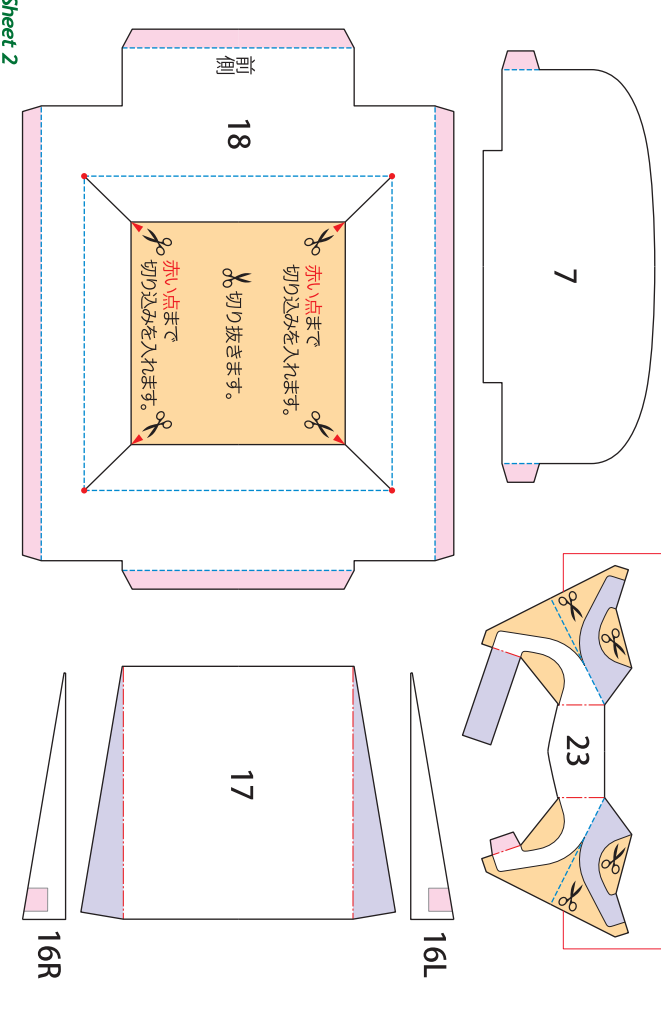 Sheet 2
7
前側
18
赤い点まで
切り込みを入れます。
切り抜きます。
赤い点まで
切り込みを入れます。
23
17
16L
16R